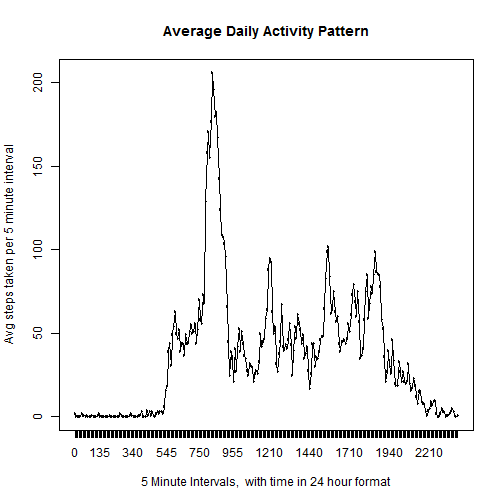 Average Daily Activity Pattern
Avg steps taken per 5 minute interval
0 50 100 150 200
0 135 340 545 750 955 1210 1440 1710 1940 2210
5 Minute Intervals, with time in 24 hour format